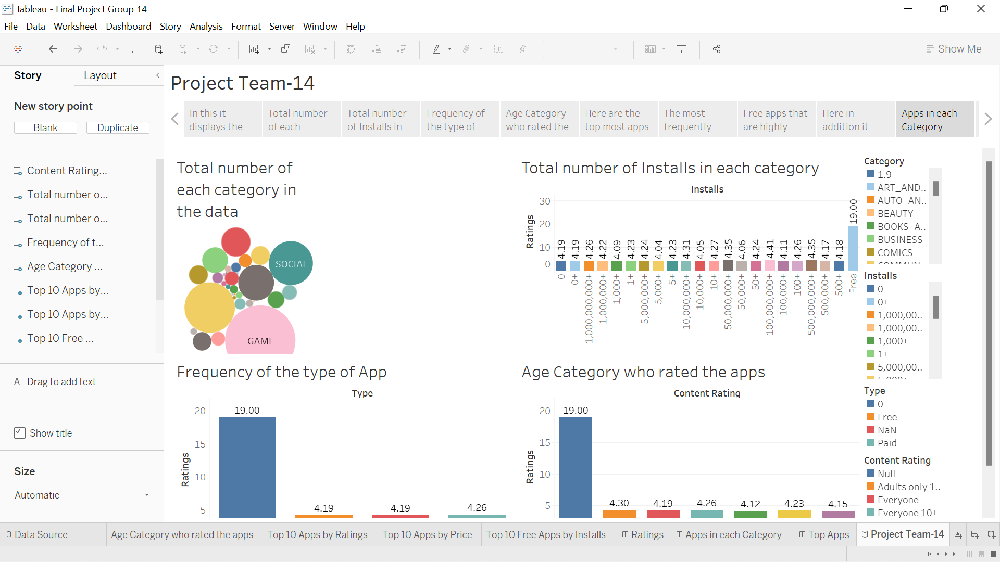 Tableau - Final Project Group 14
File Data Worksheet Dashboard Story Analysis Format Server Window Help
Show Me
Story Layout
New story point
Blank Duplicate
Content Rating...
Total number o...
Total number o...
Frequency of t...
Age Category ...
Top 10 Apps by...
Top 10 Apps by...
Top 10 Free ...
A Drag to add text
Show title
Size
Automatic
Project Team-14
In this it
displays the
Total number
of each
Total number
of Installs in
Frequency of
the type of
Age Category
who rated the
Here are the
top most apps
The most
frequently
Free apps that
are highly
Here in
addition it
Apps in each
Category
Total number of
each category in
the data
SOCIAL
GAME
Total number of Installs in each category
Installs
Ratings
30
20
10
0
4.19 4.19 4.26 4.22 4.09 4.23 4.24 4.04 4.23 4.31 4.05 4.27 4.35 4.06 4.24 4.41 4.11 4.26 4.35 4.17 4.18 19.00
0 0+ 1,000,000,000+ 1,000,000+ 1,000+ 1+ 5,000,000+ 5,000+ 5+ 10,000,000+ 10,000+ 10+ 50,000,000+ 50,000+ 50+ 100,000,000+ 100,000+ 100+ 500,000,000+ 500,000+ 500+ Free
Frequency of the type of App
Type
Ratings
20
15
10
5
19.00 4.19 4.19 4.26
Age Category who rated the apps
Content Rating
Ratings
20
15
10
5
19.00 4.30 4.19 4.26 4.12 4.23 4.15
Category
1.9
ART_AND..
AUTO_AN..
BEAUTY
BOOKS_A..
BUSINESS
COMICS
Installs
0
0+
1,000,00..
1,000,00..
1,000+
1+
5,000,00..
Type
0
Free
NaN
Paid
Content Rating
Null
Adults only 1..
Everyone
Everyone 10+
Data Source Age Category who rated the apps Top 10 Apps by Ratings Top 10 Apps by Price Top 10 Free Apps by Installs Ratings Apps in each Category Top Apps Project Team-14